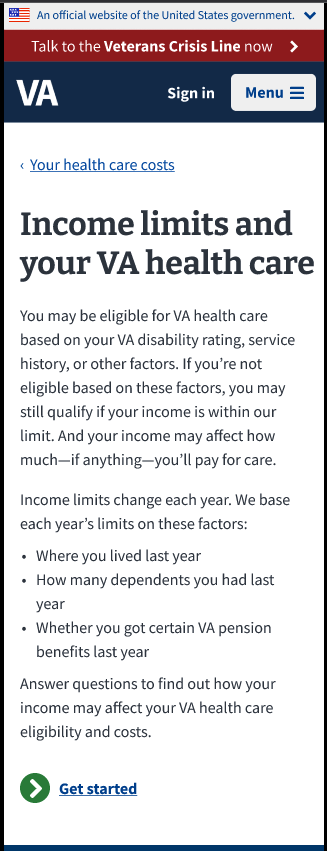 An official website of the United States government.
Talk to the Veterans Crisis Line now
VA
Sign in
Menu
‹ Your health care costs
Income limits and
your VA health care
You may be eligible for VA health care
based on your VA disability rating, service
history, or other factors. If you’re not
eligible based on these factors, you may
still qualify if your income is within our
limit. And your income may affect how
much—if anything—you’ll pay for care.
Income limits change each year. We base
each year’s limits on these factors:
• Where you lived last year
• How many dependents you had last
year
• Whether you got certain VA pension
benefits last year
Answer questions to find out how your
income may affect your VA health care
eligibility and costs.
Get started